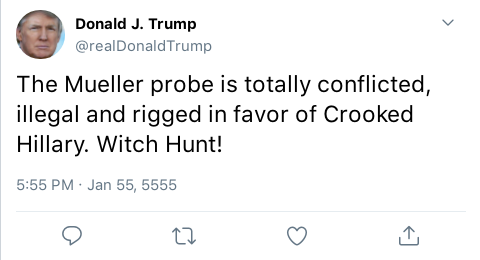 Donald J. Trump
@realDonaldTrump
The Mueller probe is totally conflicted,
illegal and rigged in favor of Crooked
Hillary. Witch Hunt!
5:55 PM · Jan 55, 5555